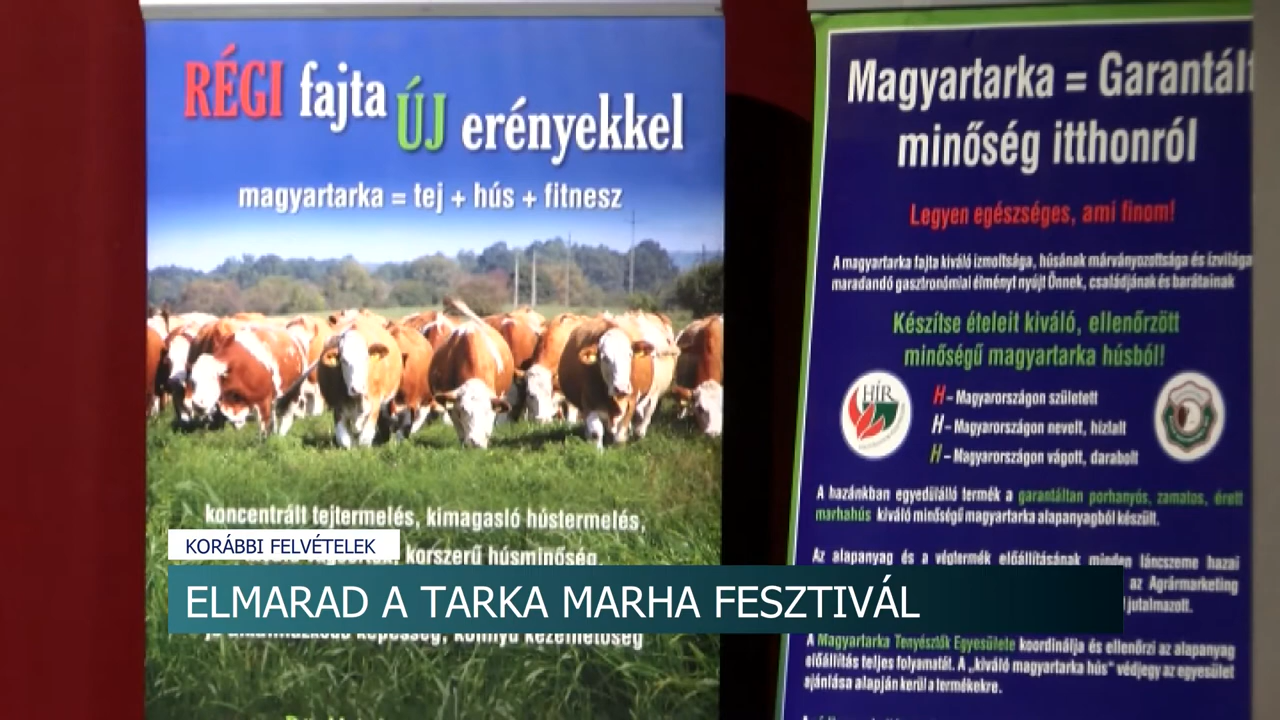 RÉGI fajta ÚJ erényekkel
magyartarka = tej + hús + fitnesz
koncentrált tejtermelés, kimagasló hústermelés,
korszerű húsminőség,
kezelhetőség
KORÁBBI FELVÉTELEK
ELMARAD A TARKA MARHA FESZTIVÁL
Magyartarka = Garantált
minőség itthonról
Legyen egészséges, ami finom!
A magyartarka fajta kiváló izmoltsága, húsának márványozottsága és ízvilága
maradandó gasztronómiai élményt nyújt Önnek, családjának és barátainak
Készítse ételeit kiváló, ellenőrzött
minőségű magyartarka húsból!
HÍR
H – Magyarországon született
H – Magyarországon nevelt, hizlalt
H – Magyarországon vágott, darabolt
A hazánkban egyedülálló termék a garantáltan porhanyós, zamatos, érett
marhahús kiváló minőségű magyartarka alapanyagból készült.
Az alapanyag és a végtermék előállításának minden láncszeme hazai
az Agrármarketing
jutalmazott.
A Magyartarka Tenyésztők Egyesülete koordinálja és ellenőrzi az alapanyag
előállítás teljes folyamatát. A „kiváló magyartarka hús" védjegy az egyesület
ajánlása alapján kerül a termékekre.